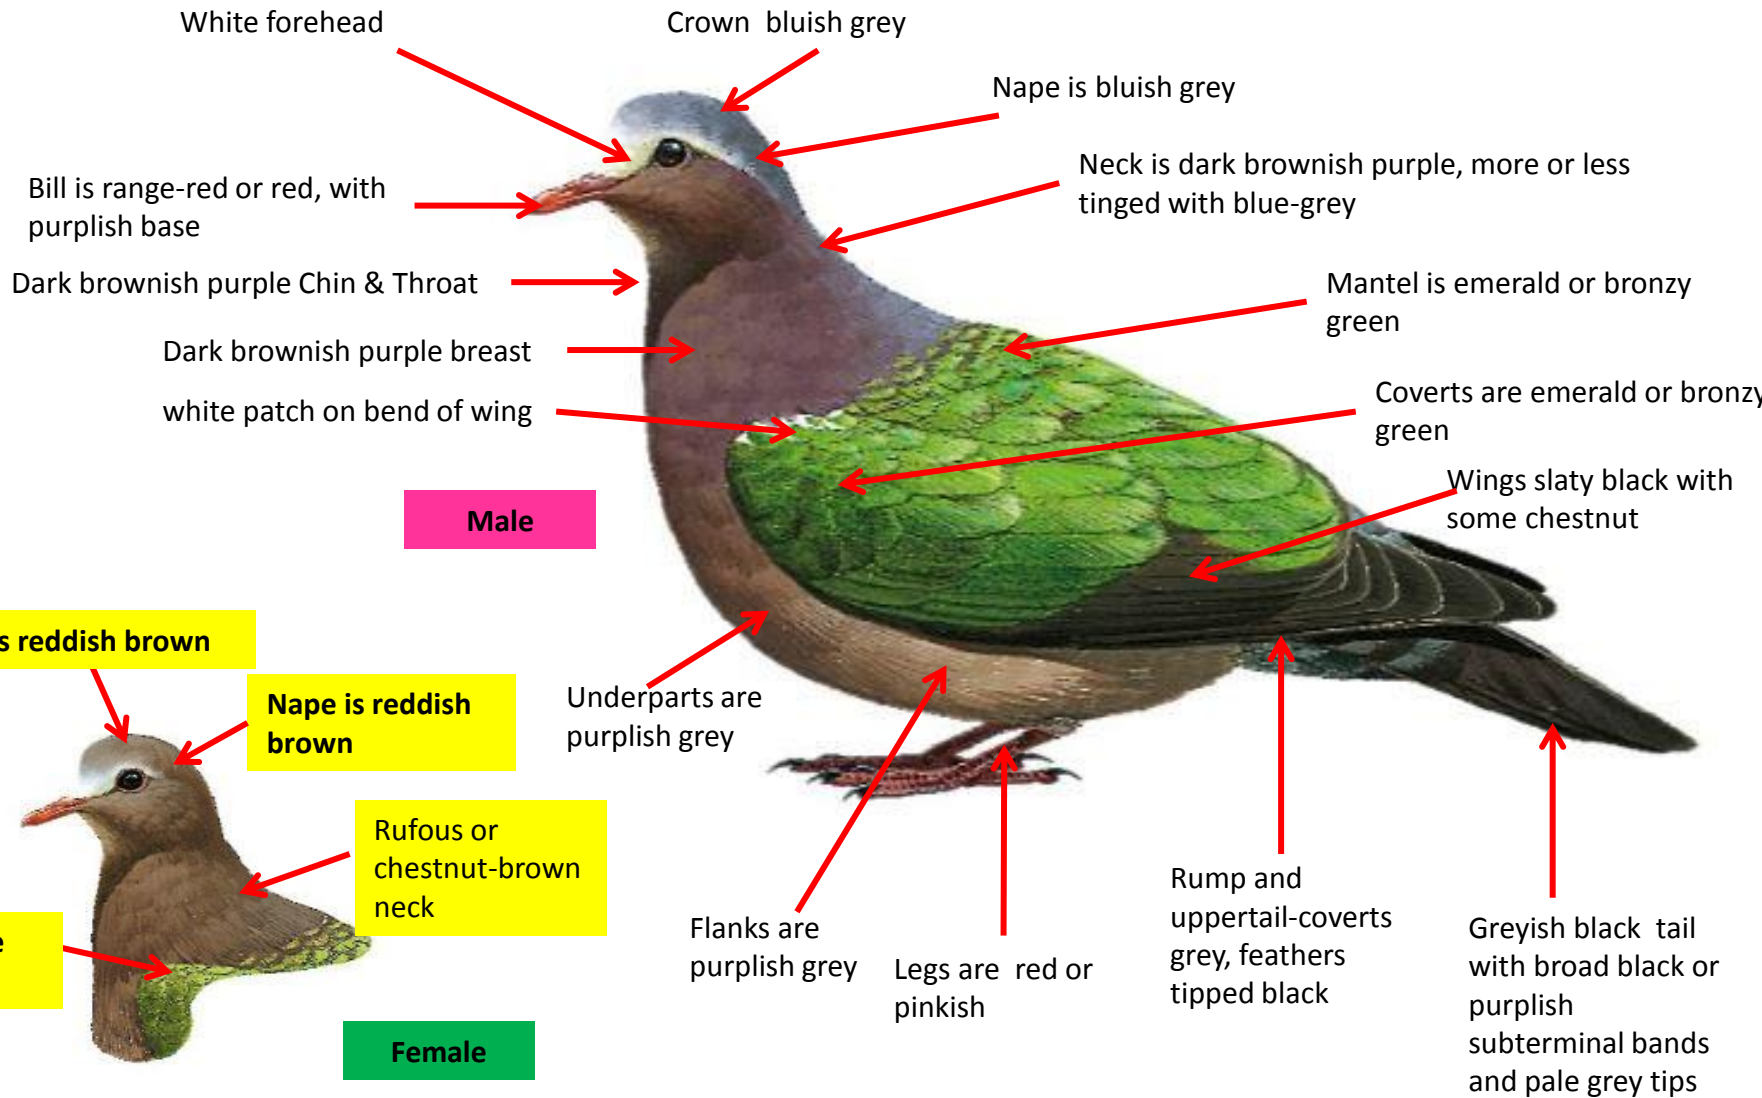 White forehead
Crown  bluish grey
Nape is bluish grey
Neck is dark brownish purple, more or less
tinged with blue-grey
Bill is range-red or red, with
purplish base
Dark brownish purple Chin & Throat
Mantel is emerald or bronzy
green
Dark brownish purple breast
white patch on bend of wing
Coverts are emerald or bronzy
green
Wings slaty black with
some chestnut
Male
s reddish brown
Nape is reddish
brown
Underparts are
purplish grey
Rufous or
chestnut-brown
neck
Flanks are
purplish grey
Legs are  red or
pinkish
Rump and
uppertail-coverts
grey, feathers
tipped black
Greyish black  tail
with broad black or
purplish
subterminal bands
and pale grey tips
Female